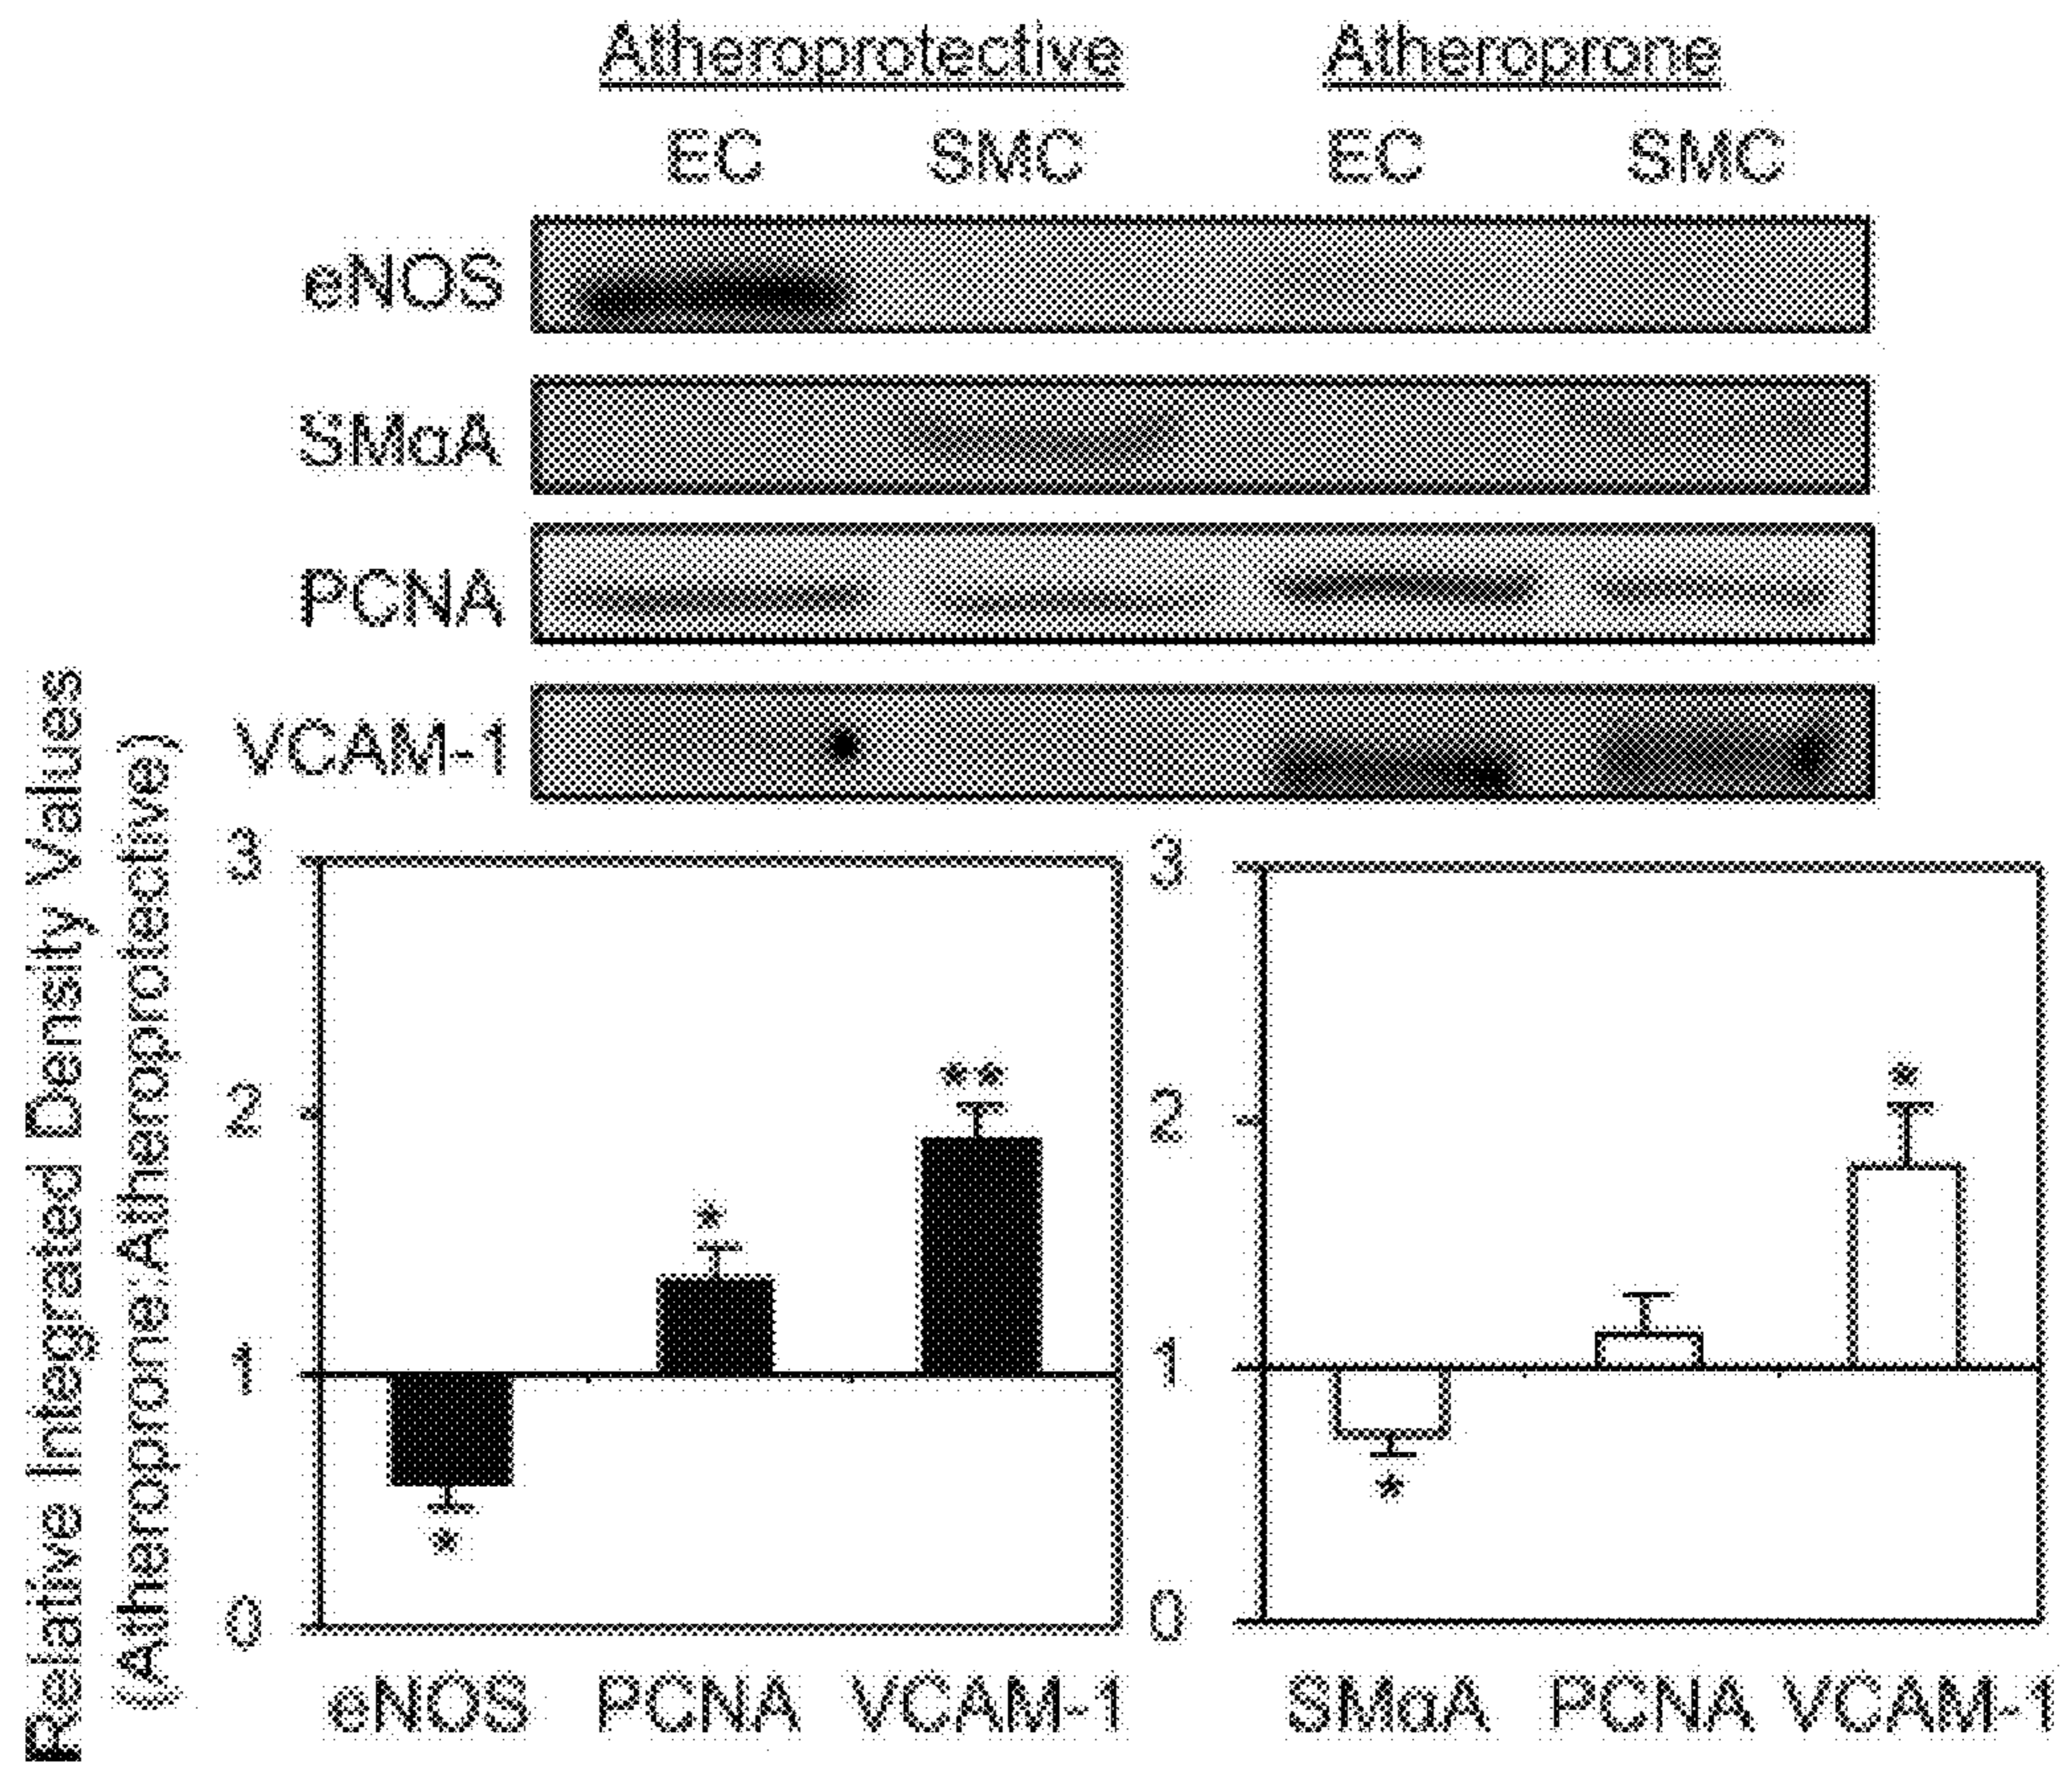 Atheroprotective Atheroprone
EC SMC EC SMC
eNOS
SMαA
PCNA
VCAM-1
Relative Integrated Density Values
(Atheroprone:Atheroprotective)
3
2
1
0
* * **
eNOS PCNA VCAM-1
3
2
1
0
* *
SMαA PCNA VCAM-1